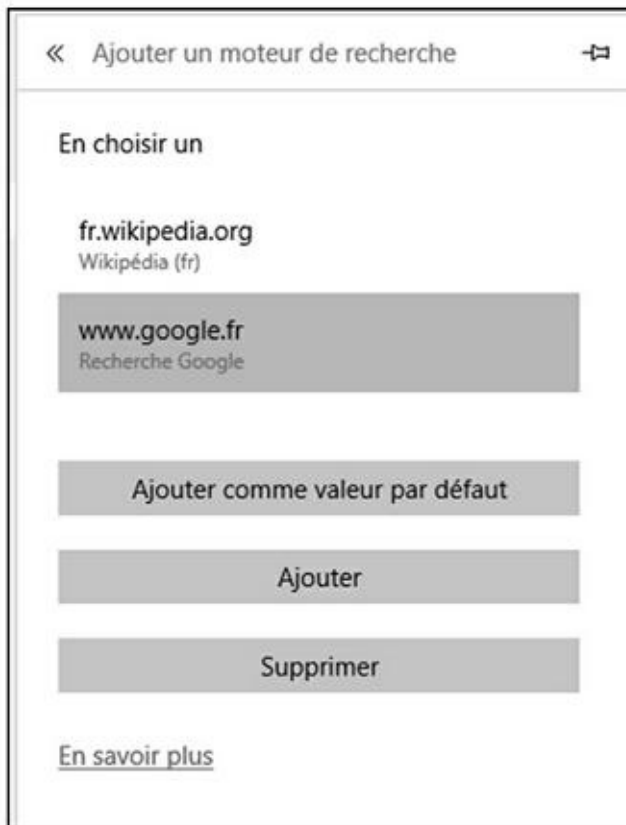 « Ajouter un moteur de recherche
En choisir un
fr.wikipedia.org
Wikipédia (fr)
www.google.fr
Recherche Google
Ajouter comme valeur par défaut
Ajouter
Supprimer
En savoir plus